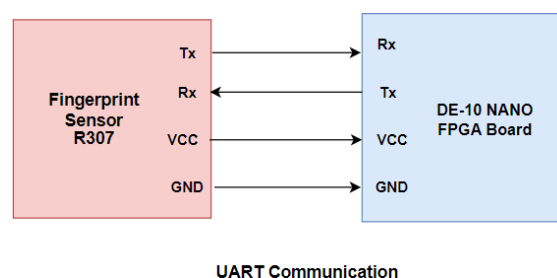 Fingerprint
Sensor
R307
Tx
Rx
VCC
GND
Rx
Tx
VCC
GND
DE-10 NANO
FPGA Board
UART Communication